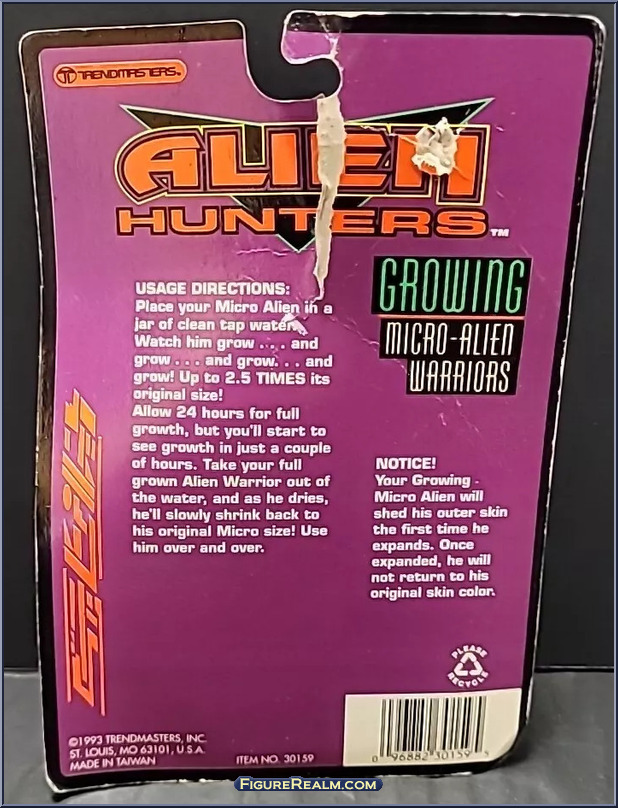 TRENDMASTERS.
ALIEN
HUNTERS™
GROWING
MICRO-ALIEN
WARRIORS
USAGE DIRECTIONS:
Place your Micro Alien in a
jar of clean tap water.
Watch him grow . . . and
grow . . . and grow. . . and
grow! Up to 2.5 TIMES its
original size!
Allow 24 hours for full
growth, but you'll start to
see growth in just a couple
of hours. Take your full
grown Alien Warrior out of
the water, and as he dries,
he'll slowly shrink back to
his original Micro size! Use
him over and over.
NOTICE!
Your Growing -
Micro Alien will
shed his outer skin
the first time he
expands. Once
expanded, he will
not return to his
original skin color.
PLEASE
RECYCLE
©1993 TRENDMASTERS, INC.
ST. LOUIS, MO 63101, U.S.A.
MADE IN TAIWAN
ITEM NO. 30159
0 96882 30159
FIGUREREALM.COM